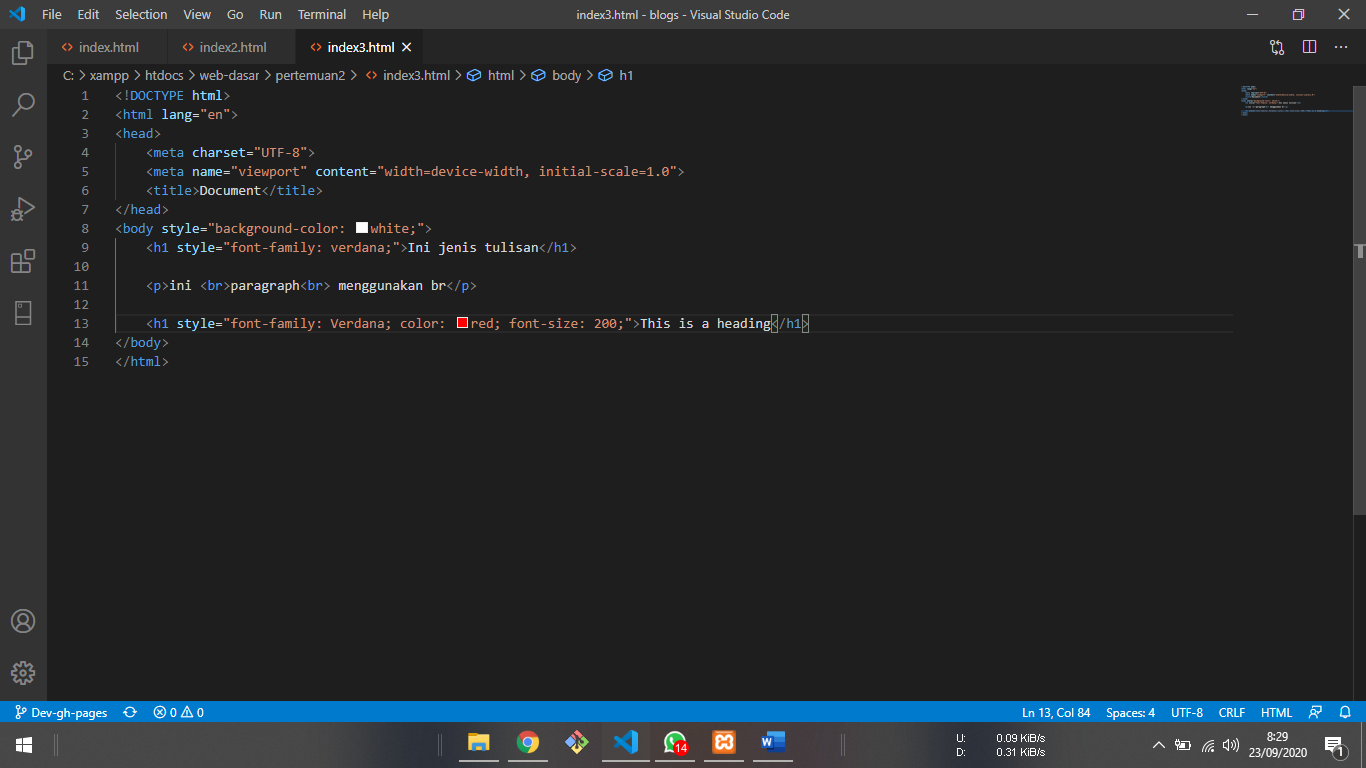 File Edit Selection View Go Run Terminal Help index3.html - blogs - Visual Studio Code
index.html index2.html index3.html
C: > xampp > htdocs > web-dasar > pertemuan2 > index3.html > html > body > h1
1 <!DOCTYPE html>
2 <html lang="en">
3 <head>
4     <meta charset="UTF-8">
5     <meta name="viewport" content="width=device-width, initial-scale=1.0">
6     <title>Document</title>
7 </head>
8 <body style="background-color: white;">
9     <h1 style="font-family: verdana;">Ini jenis tulisan</h1>
10
11     <p>ini <br>paragraph<br> menggunakan br</p>
12
13     <h1 style="font-family: Verdana; color: red; font-size: 200;">This is a heading</h1>
14 </body>
15 </html>
Dev-gh-pages 0 0 Ln 13, Col 84 Spaces: 4 UTF-8 CRLF HTML
14 W U: 0.09 KiB/s 8:29
D: 0.31 KiB/s 23/09/2020 1